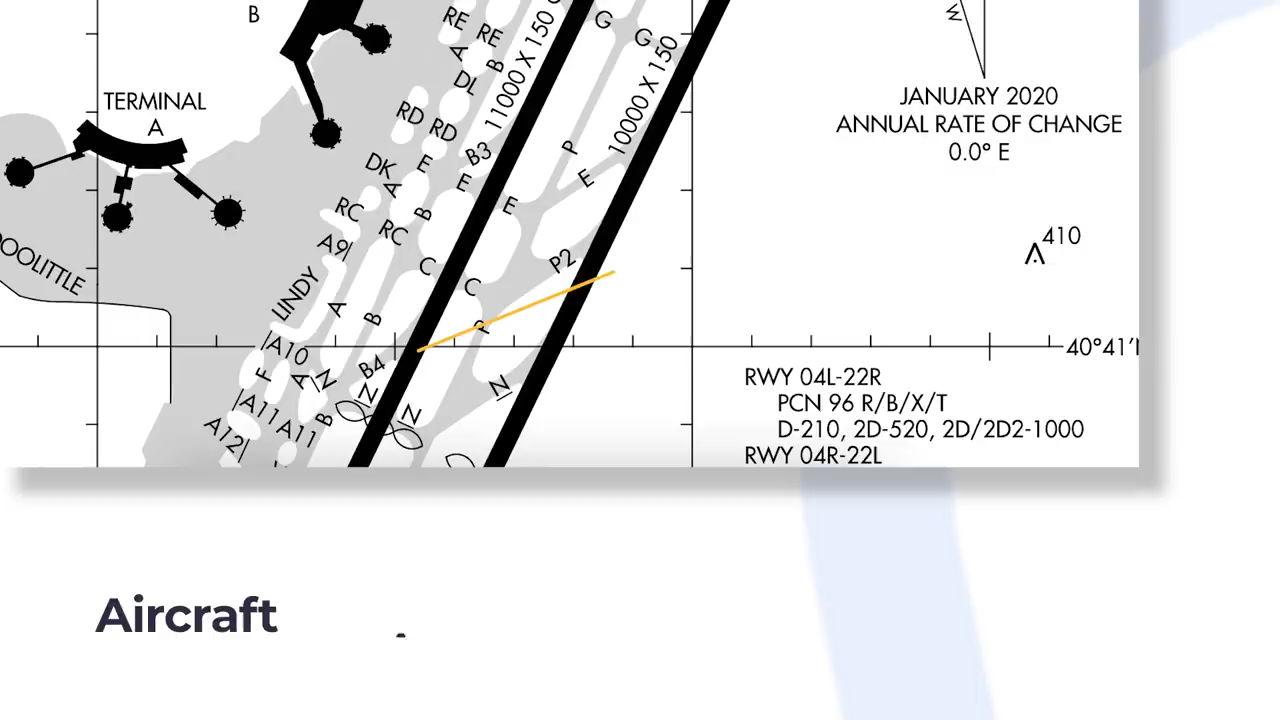 B
RE
RE
A
B
DL
11000 X 150
G
G
10000 X 150
W
TERMINAL
A
RD
RD
B3
DK
E
E
A
P
E
E
RC
RC
B
A9
C
C
P2
LINDY
A
B
P
A10
F
A
N
B4
N
N
N
A11
A11
B
A12
JANUARY 2020
ANNUAL RATE OF CHANGE
0.0° E
410
40°41'
RWY 04L-22R
PCN 96 R/B/X/T
D-210, 2D-520, 2D/2D2-1000
RWY 04R-22L
OOLITTLE
Aircraft